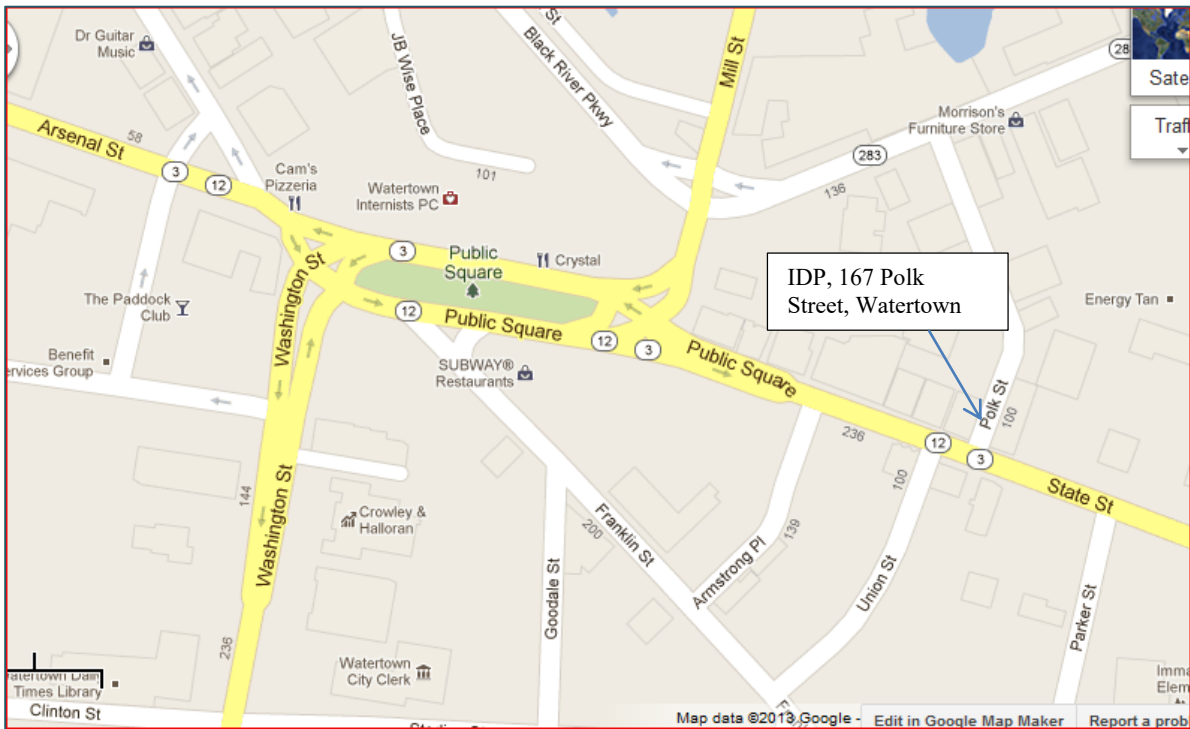 Dr Guitar
Music
JB Wise Place
St
Black River Pkwy
Mill St
28
Sate
Traff
Morrison's
Furniture Store
Arsenal St
58
3
12
Cam's
Pizzeria
Watertown
Internists PC
101
283
136
3
Public
Square
Crystal
IDP, 167 Polk
Street, Watertown
Energy Tan
The Paddock
Club
Washington St
12
Public Square
12
3
Public Square
SUBWAY®
Restaurants
Benefit
ervices Group
Polk St
100
236
12
3
100
State St
144
Washington St
Crowley &
Halloran
200
Franklin St
139
Armstrong Pl
Union St
Goodale St
Parker St
236
Watertown
City Clerk
atertown Daily
Times Library
Clinton St
Imma
Elem
Map data ©2013 Google -
Edit in Google Map Maker
Report a prob